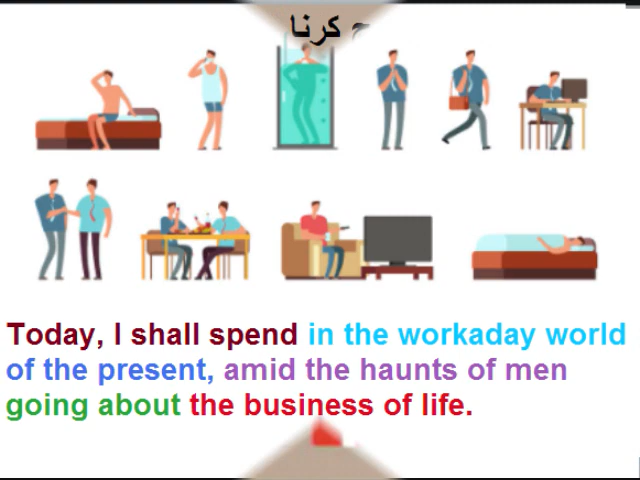 کرنا
Today, I shall spend in the workaday world
of the present, amid the haunts of men
going about the business of life.